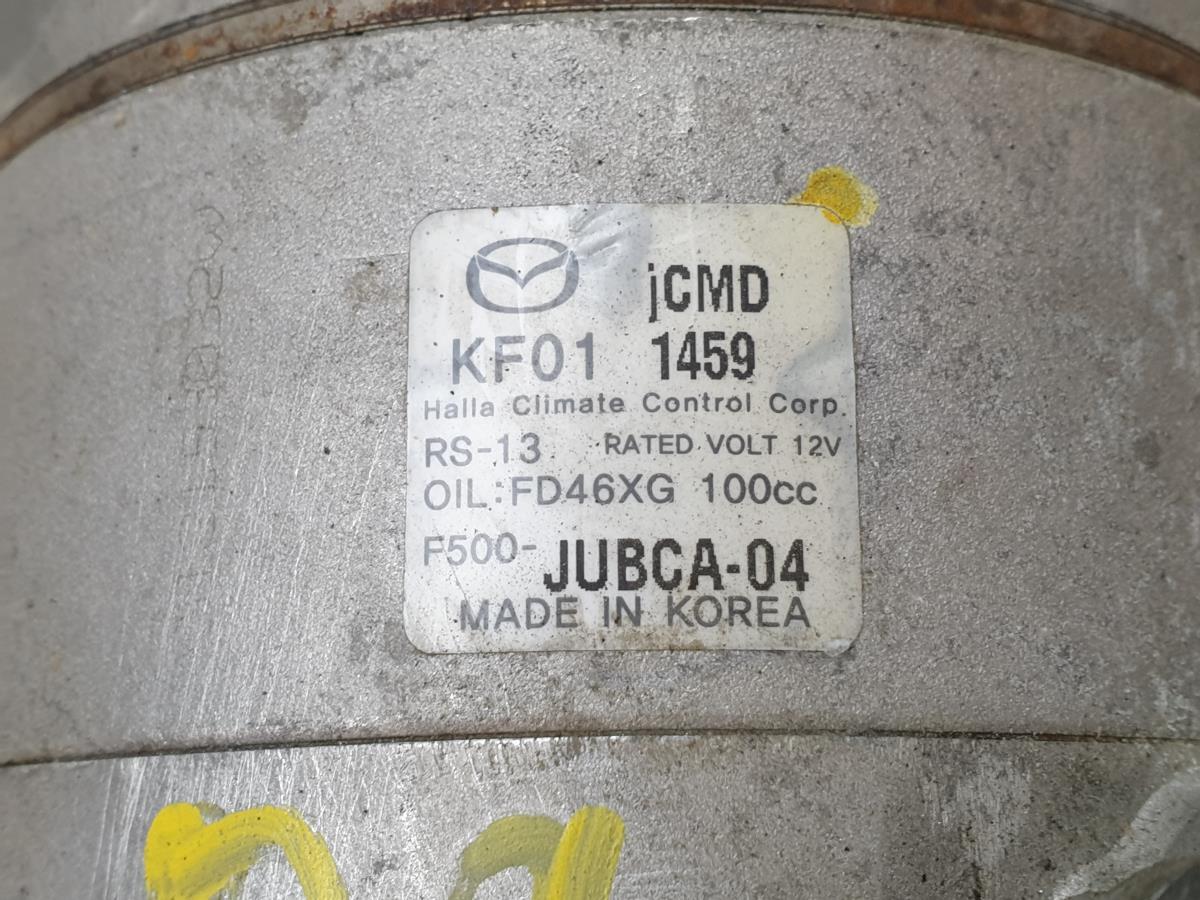 jCMD
KF01 1459
Halla Climate Control Corp.
RS-13 RATED VOLT 12V
OIL:FD46XG 100cc
F500-JUBCA-04
MADE IN KOREA